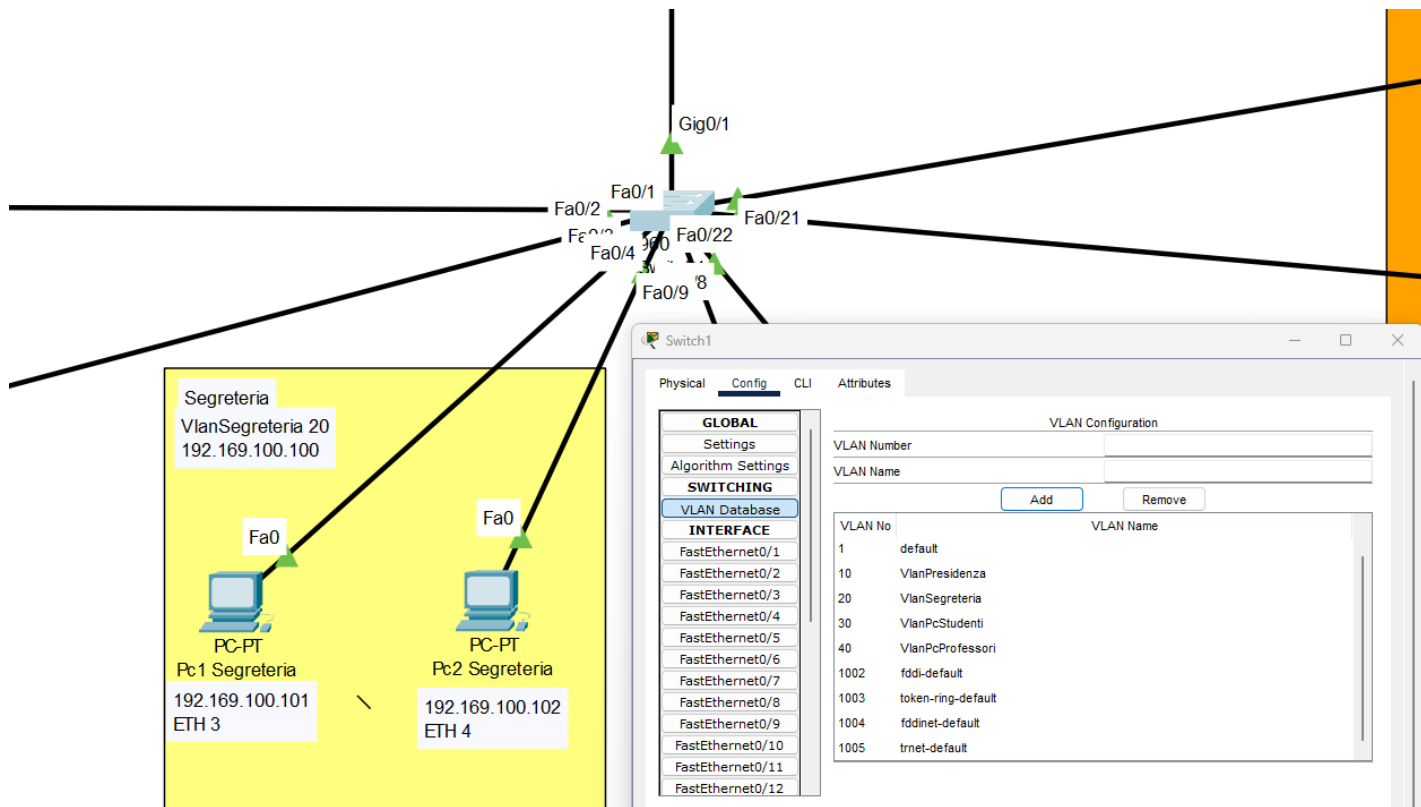 Gig0/1
Fa0/1
Fa0/2
Fa0/21
Fa0/22
Fa0/4
Fa0/9
Segreteria
VlanSegreteria 20
192.169.100.100
Fa0
Fa0
PC-PT
Pc1 Segreteria
PC-PT
Pc2 Segreteria
192.169.100.101
ETH 3
192.169.100.102
ETH 4
Switch1
Physical Config CLI Attributes
GLOBAL
Settings
Algorithm Settings
SWITCHING
VLAN Database
INTERFACE
FastEthernet0/1
FastEthernet0/2
FastEthernet0/3
FastEthernet0/4
FastEthernet0/5
FastEthernet0/6
FastEthernet0/7
FastEthernet0/8
FastEthernet0/9
FastEthernet0/10
FastEthernet0/11
FastEthernet0/12
VLAN Configuration
VLAN Number
VLAN Name
Add Remove
VLAN No VLAN Name
1 default
10 VlanPresidenza
20 VlanSegreteria
30 VlanPcStudenti
40 VlanPcProfessori
1002 fddi-default
1003 token-ring-default
1004 fddinet-default
1005 trnet-default